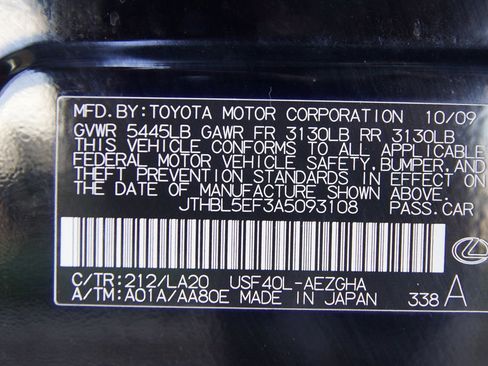 MFD.BY:TOYOTA MOTOR CORPORATION 10/09
GVWR 5445LB GAWR FR 3130LB RR 3130LB
THIS VEHICLE CONFORMS TO ALL APPLICABLE
FEDERAL MOTOR VEHICLE SAFETY,BUMPER,AND
THEFT PREVENTION STANDARDS IN EFFECT ON
THE DATE OF MANUFACTURE SHOWN ABOVE.
JTHBL5EF3A5093108 PASS.CAR
C/TR:212/LA20 USF40L-AEZGHA
A/TM:A01A/AA80E MADE IN JAPAN 338 A